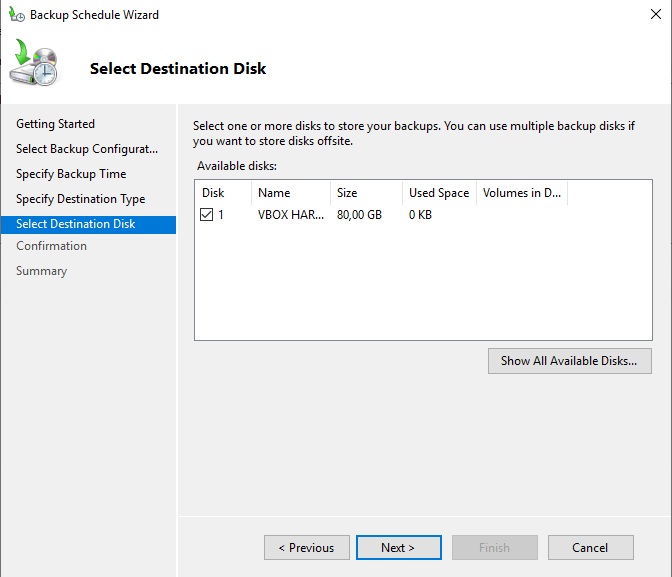 Backup Schedule Wizard
Select Destination Disk
Getting Started
Select Backup Configurat...
Specify Backup Time
Specify Destination Type
Select Destination Disk
Confirmation
Summary
Select one or more disks to store your backups. You can use multiple backup disks if
you want to store disks offsite.
Available disks:
Disk Name Size Used Space Volumes in D...
1 VBOX HAR... 80,00 GB 0 KB
Show All Available Disks...
< Previous Next > Finish Cancel